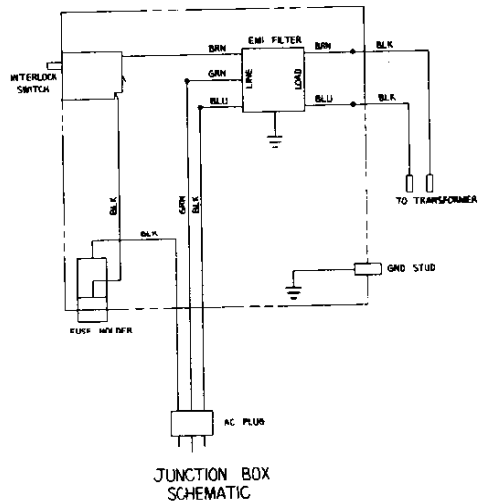 EMI FILTER
BRN
BRN
BLK
INTERLOCK
SWITCH
GRN
LINE
LOAD
BLU
BLU
BLK
BLK
GRN
BLK
TO TRANSFORMER
BLK
GND STUD
FUSE HOLDER
AC PLUG
JUNCTION BOX
SCHEMATIC